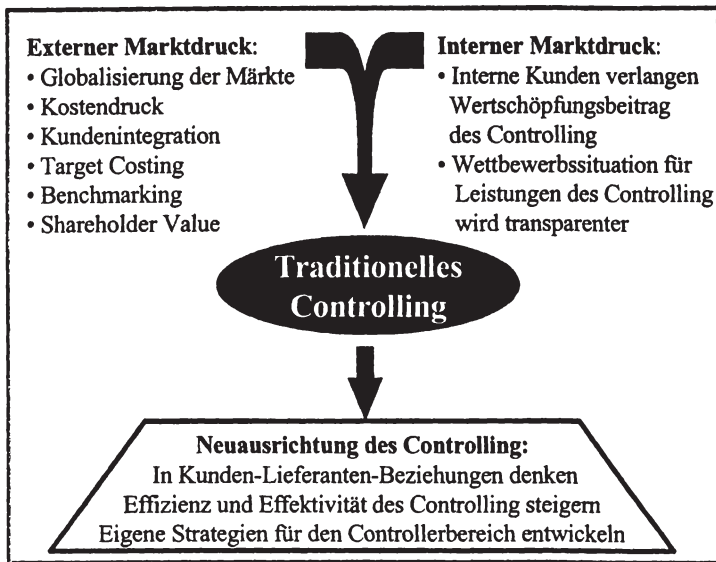 Externer Marktdruck:
• Globalisierung der Märkte
• Kostendruck
• Kundenintegration
• Target Costing
• Benchmarking
• Shareholder Value
Interner Marktdruck:
• Interne Kunden verlangen
Wertschöpfungsbeitrag
des Controlling
• Wettbewerbssituation für
Leistungen des Controlling
wird transparenter
Traditionelles
Controlling
Neuausrichtung des Controlling:
In Kunden-Lieferanten-Beziehungen denken
Effizienz und Effektivität des Controlling steigern
Eigene Strategien für den Controllerbereich entwickeln